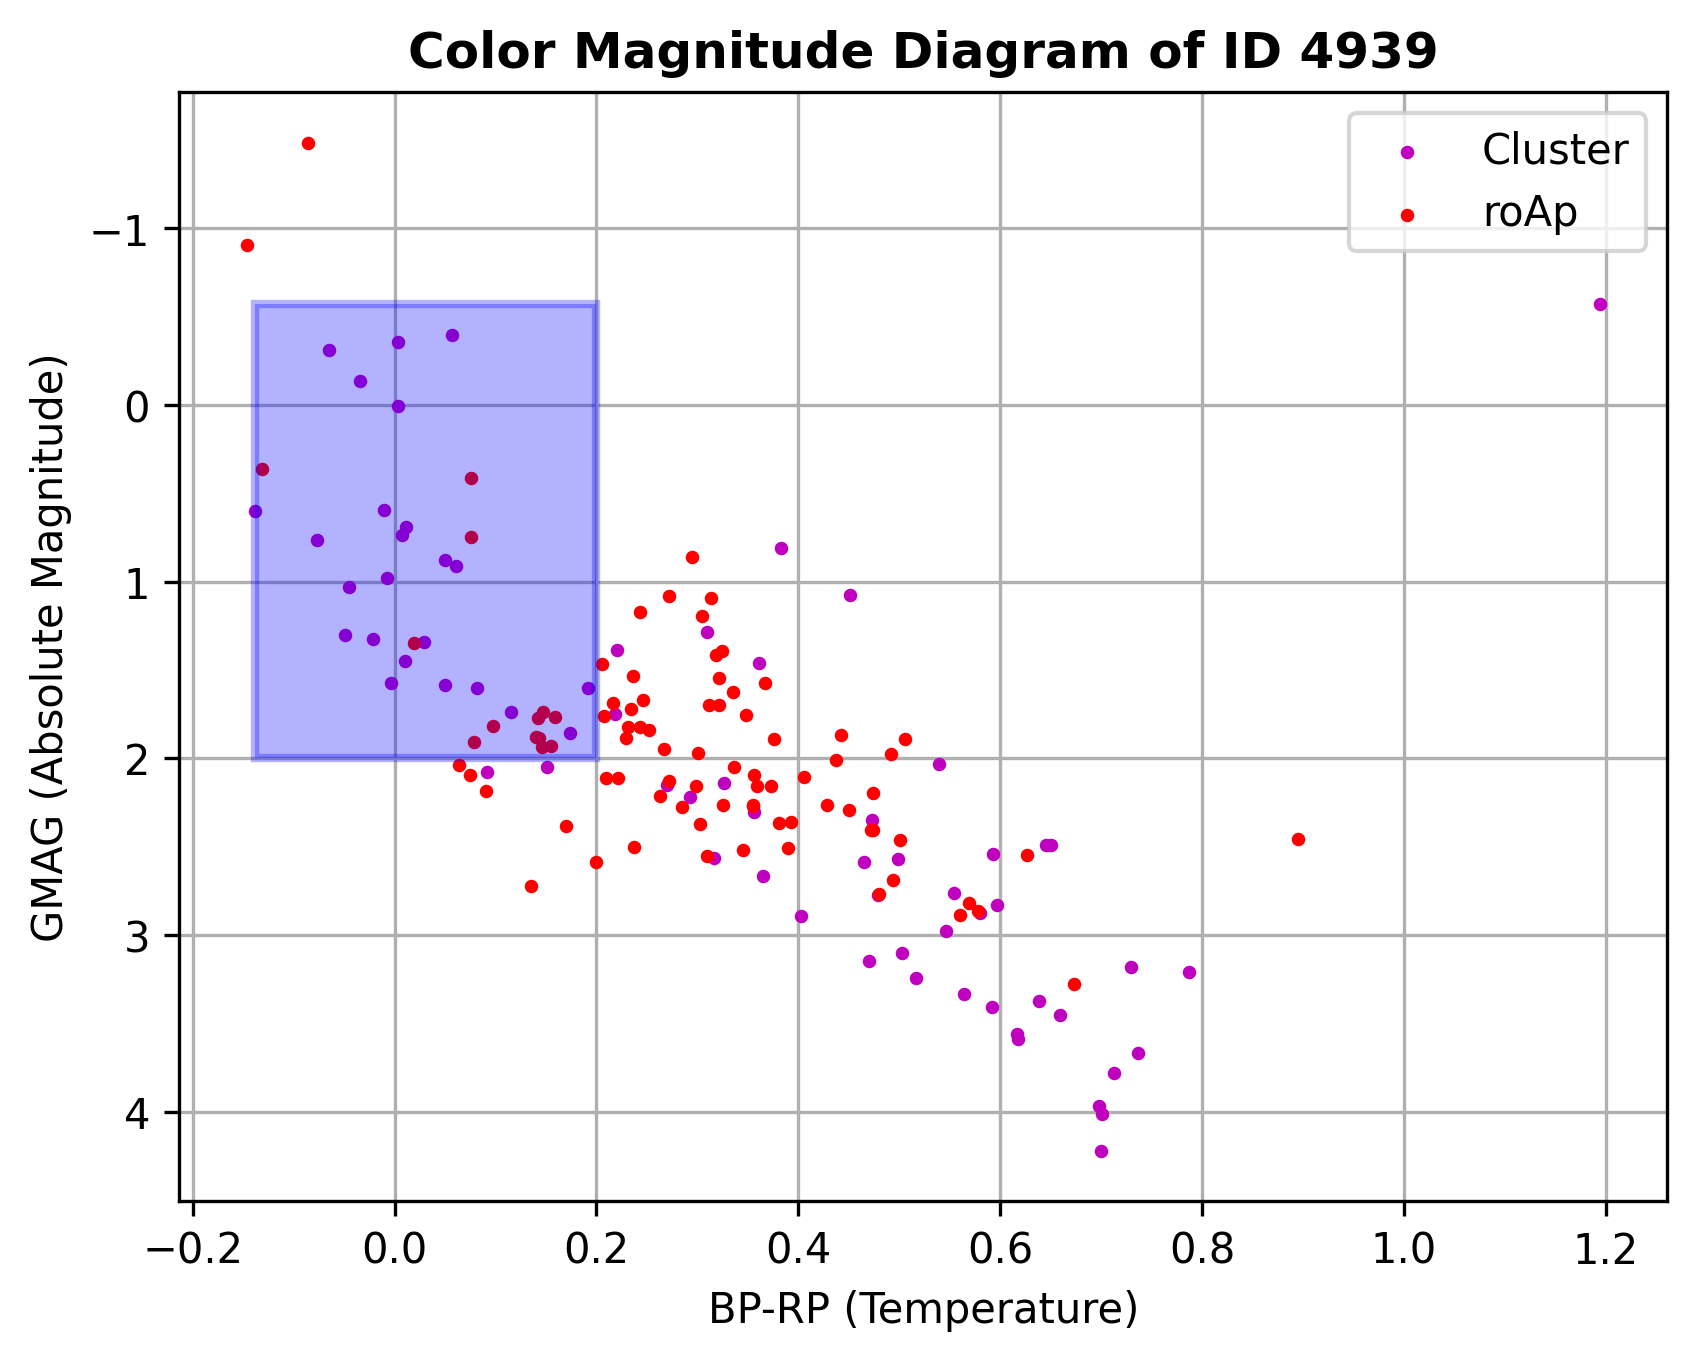 Color Magnitude Diagram of ID 4939
Cluster
roAp
GMAG (Absolute Magnitude)
−1
0
1
2
3
4
−0.2
0.0
0.2
0.4
0.6
0.8
1.0
1.2
BP-RP (Temperature)